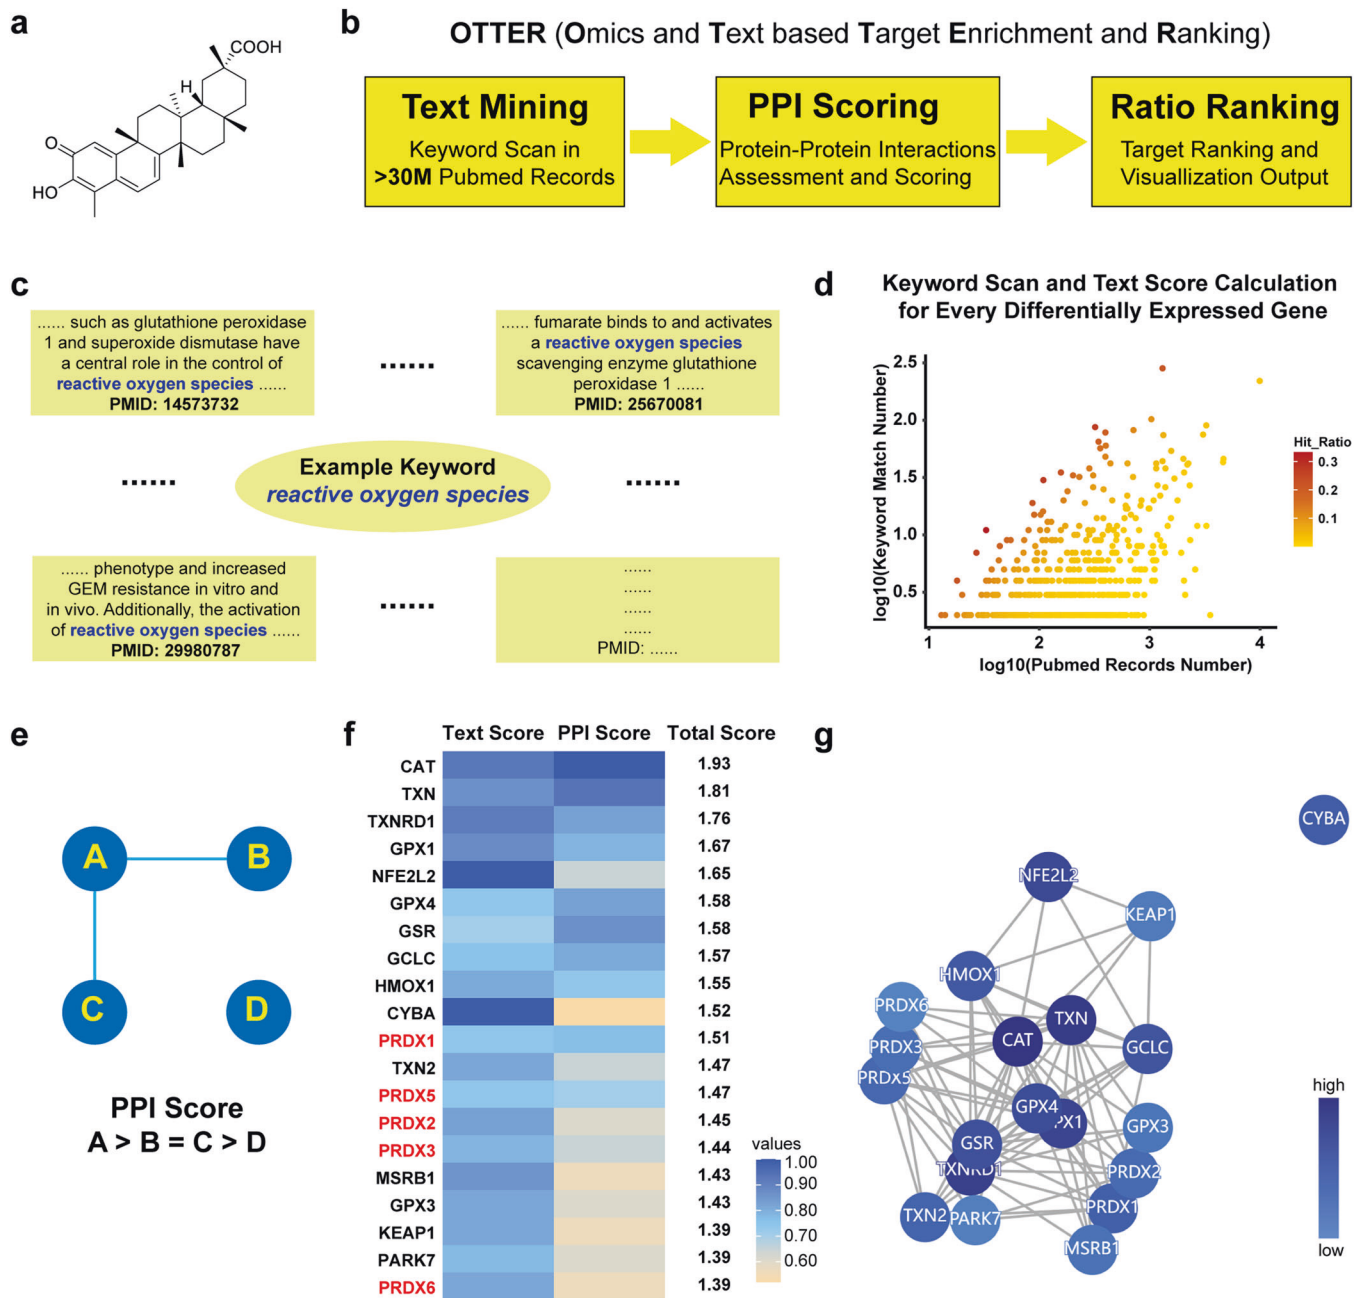 a
COOH
H
O
HO
b
OTTER (Omics and Text based Target Enrichment and Ranking)
Text Mining
Keyword Scan in
>30M Pubmed Records
PPI Scoring
Protein-Protein Interactions
Assessment and Scoring
Ratio Ranking
Target Ranking and
Visuallization Output
c
...... such as glutathione peroxidase
1 and superoxide dismutase have
a central role in the control of
reactive oxygen species ......
PMID: 14573732
......
...... fumarate binds to and activates
a reactive oxygen species
scavenging enzyme glutathione
peroxidase 1 ......
PMID: 25670081
......
Example Keyword
reactive oxygen species
......
...... phenotype and increased
GEM resistance in vitro and
in vivo. Additionally, the activation
of reactive oxygen species ......
PMID: 29980787
......
......
......
......
......
PMID: ......
d
Keyword Scan and Text Score Calculation
for Every Differentially Expressed Gene
log10(Keyword Match Number)
2.5
2.0
1.5
1.0
0.5
1 2 3 4
log10(Pubmed Records Number)
Hit_Ratio
0.3
0.2
0.1
e
A B
C D
PPI Score
A > B = C > D
f
Text Score PPI Score Total Score
CAT 1.93
TXN 1.81
TXNRD1 1.76
GPX1 1.67
NFE2L2 1.65
GPX4 1.58
GSR 1.58
GCLC 1.57
HMOX1 1.55
CYBA 1.52
PRDX1 1.51
TXN2 1.47
PRDX5 1.47
PRDX2 1.45
PRDX3 1.44
MSRB1 1.43
GPX3 1.43
KEAP1 1.39
PARK7 1.39
PRDX6 1.39
values
1.00
0.90
0.80
0.70
0.60
g
CYBA
NFE2L2
KEAP1
HMOX1
PRDX6
TXN
PRDX3
CAT
GCLC
PRDX5
GPX4
PX1
GPX3
GSR
TXNRD1
PRDX2
TXN2
PARK7
PRDX1
MSRB1
high
low